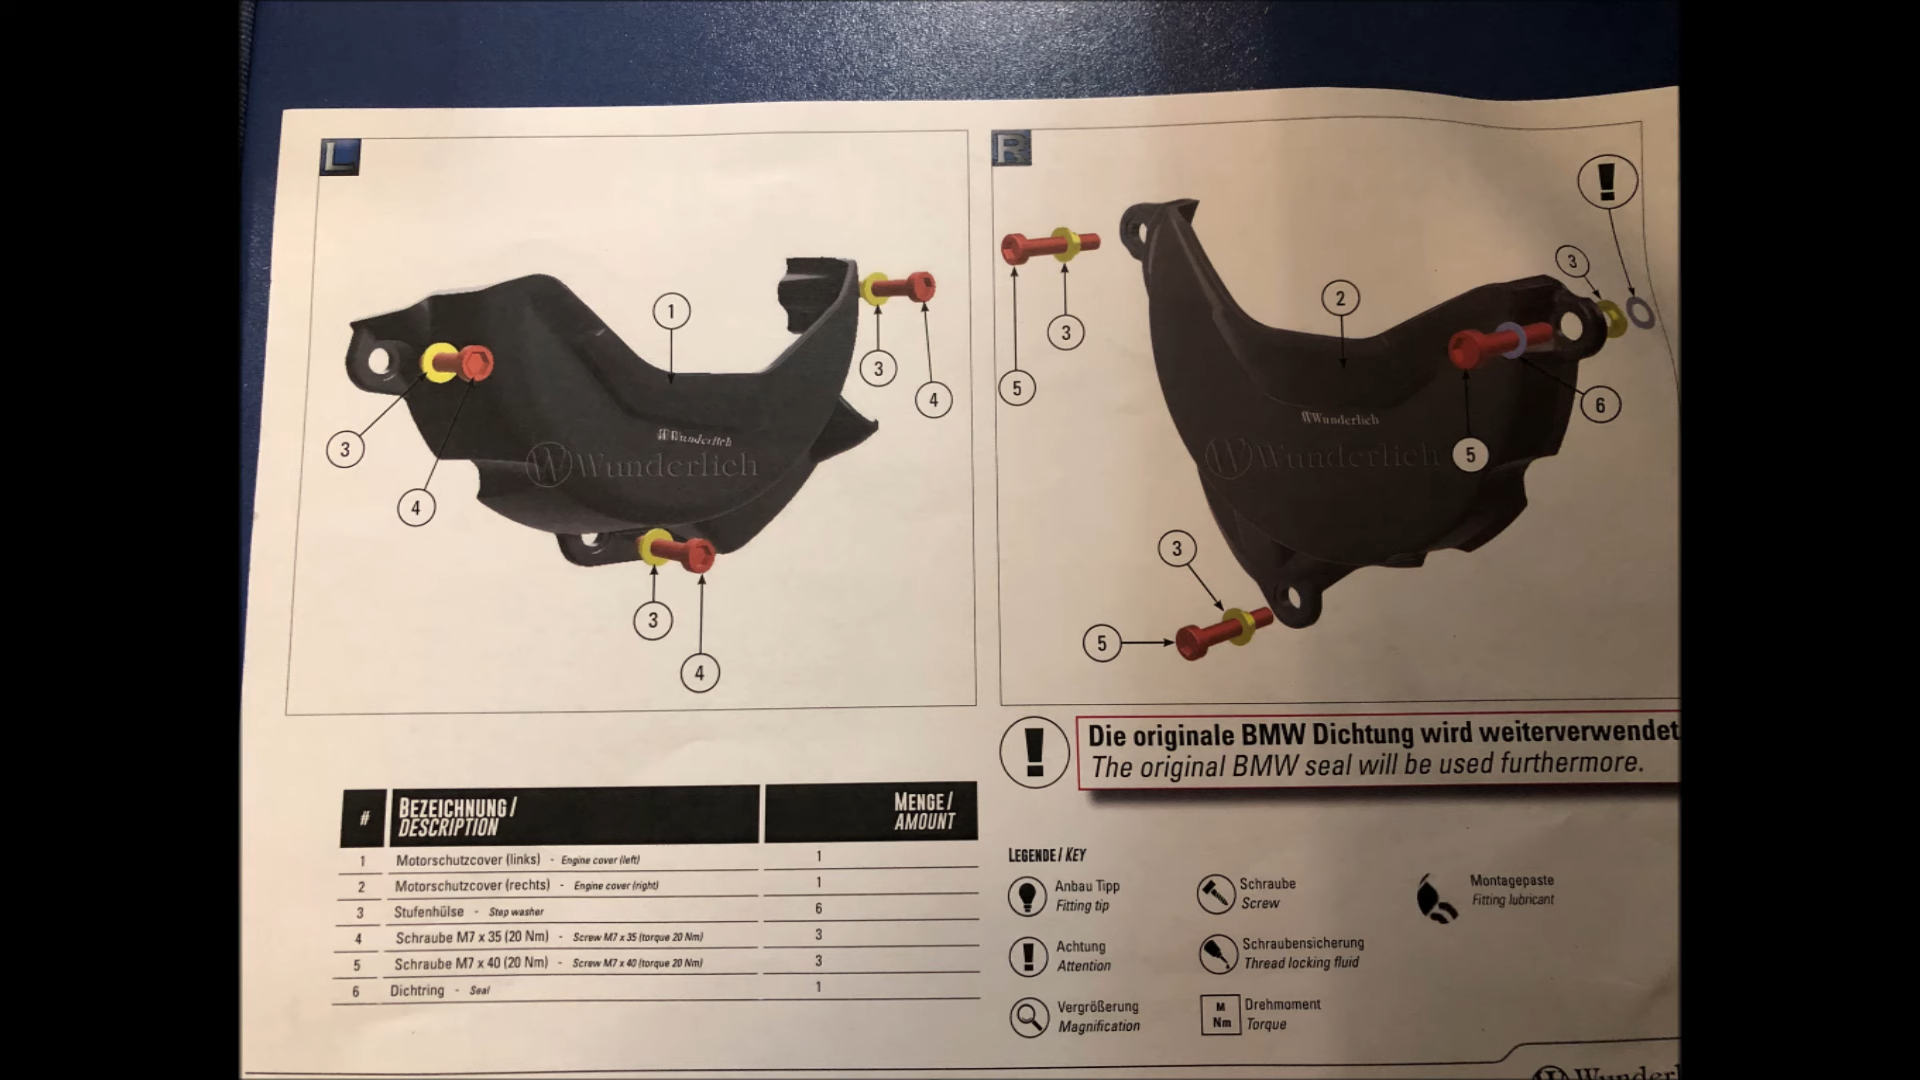 L
1
3
4
3
4
3
4
Wunderlich
Wunderlich
R
!
3
2
5
3
6
5
3
5
Wunderlich
Wunderlich
! Die originale BMW Dichtung wird weiterverwendet
The original BMW seal will be used furthermore.
# BEZEICHNUNG / DESCRIPTION MENGE / AMOUNT
1 Motorschutzcover (links) - Engine cover (left) 1
2 Motorschutzcover (rechts) - Engine cover (right) 1
3 Stufenhülse - Step washer 6
4 Schraube M7 x 35 (20 Nm) - Screw M7 x 35 (torque 20 Nm) 3
5 Schraube M7 x 40 (20 Nm) - Screw M7 x 40 (torque 20 Nm) 3
6 Dichtring - Seal 1
LEGENDE / KEY
Anbau Tipp
Fitting tip
! Achtung
Attention
Vergrößerung
Magnification
Schraube
Screw
Schraubensicherung
Thread locking fluid
M
Nm
Drehmoment
Torque
Montagepaste
Fitting lubricant